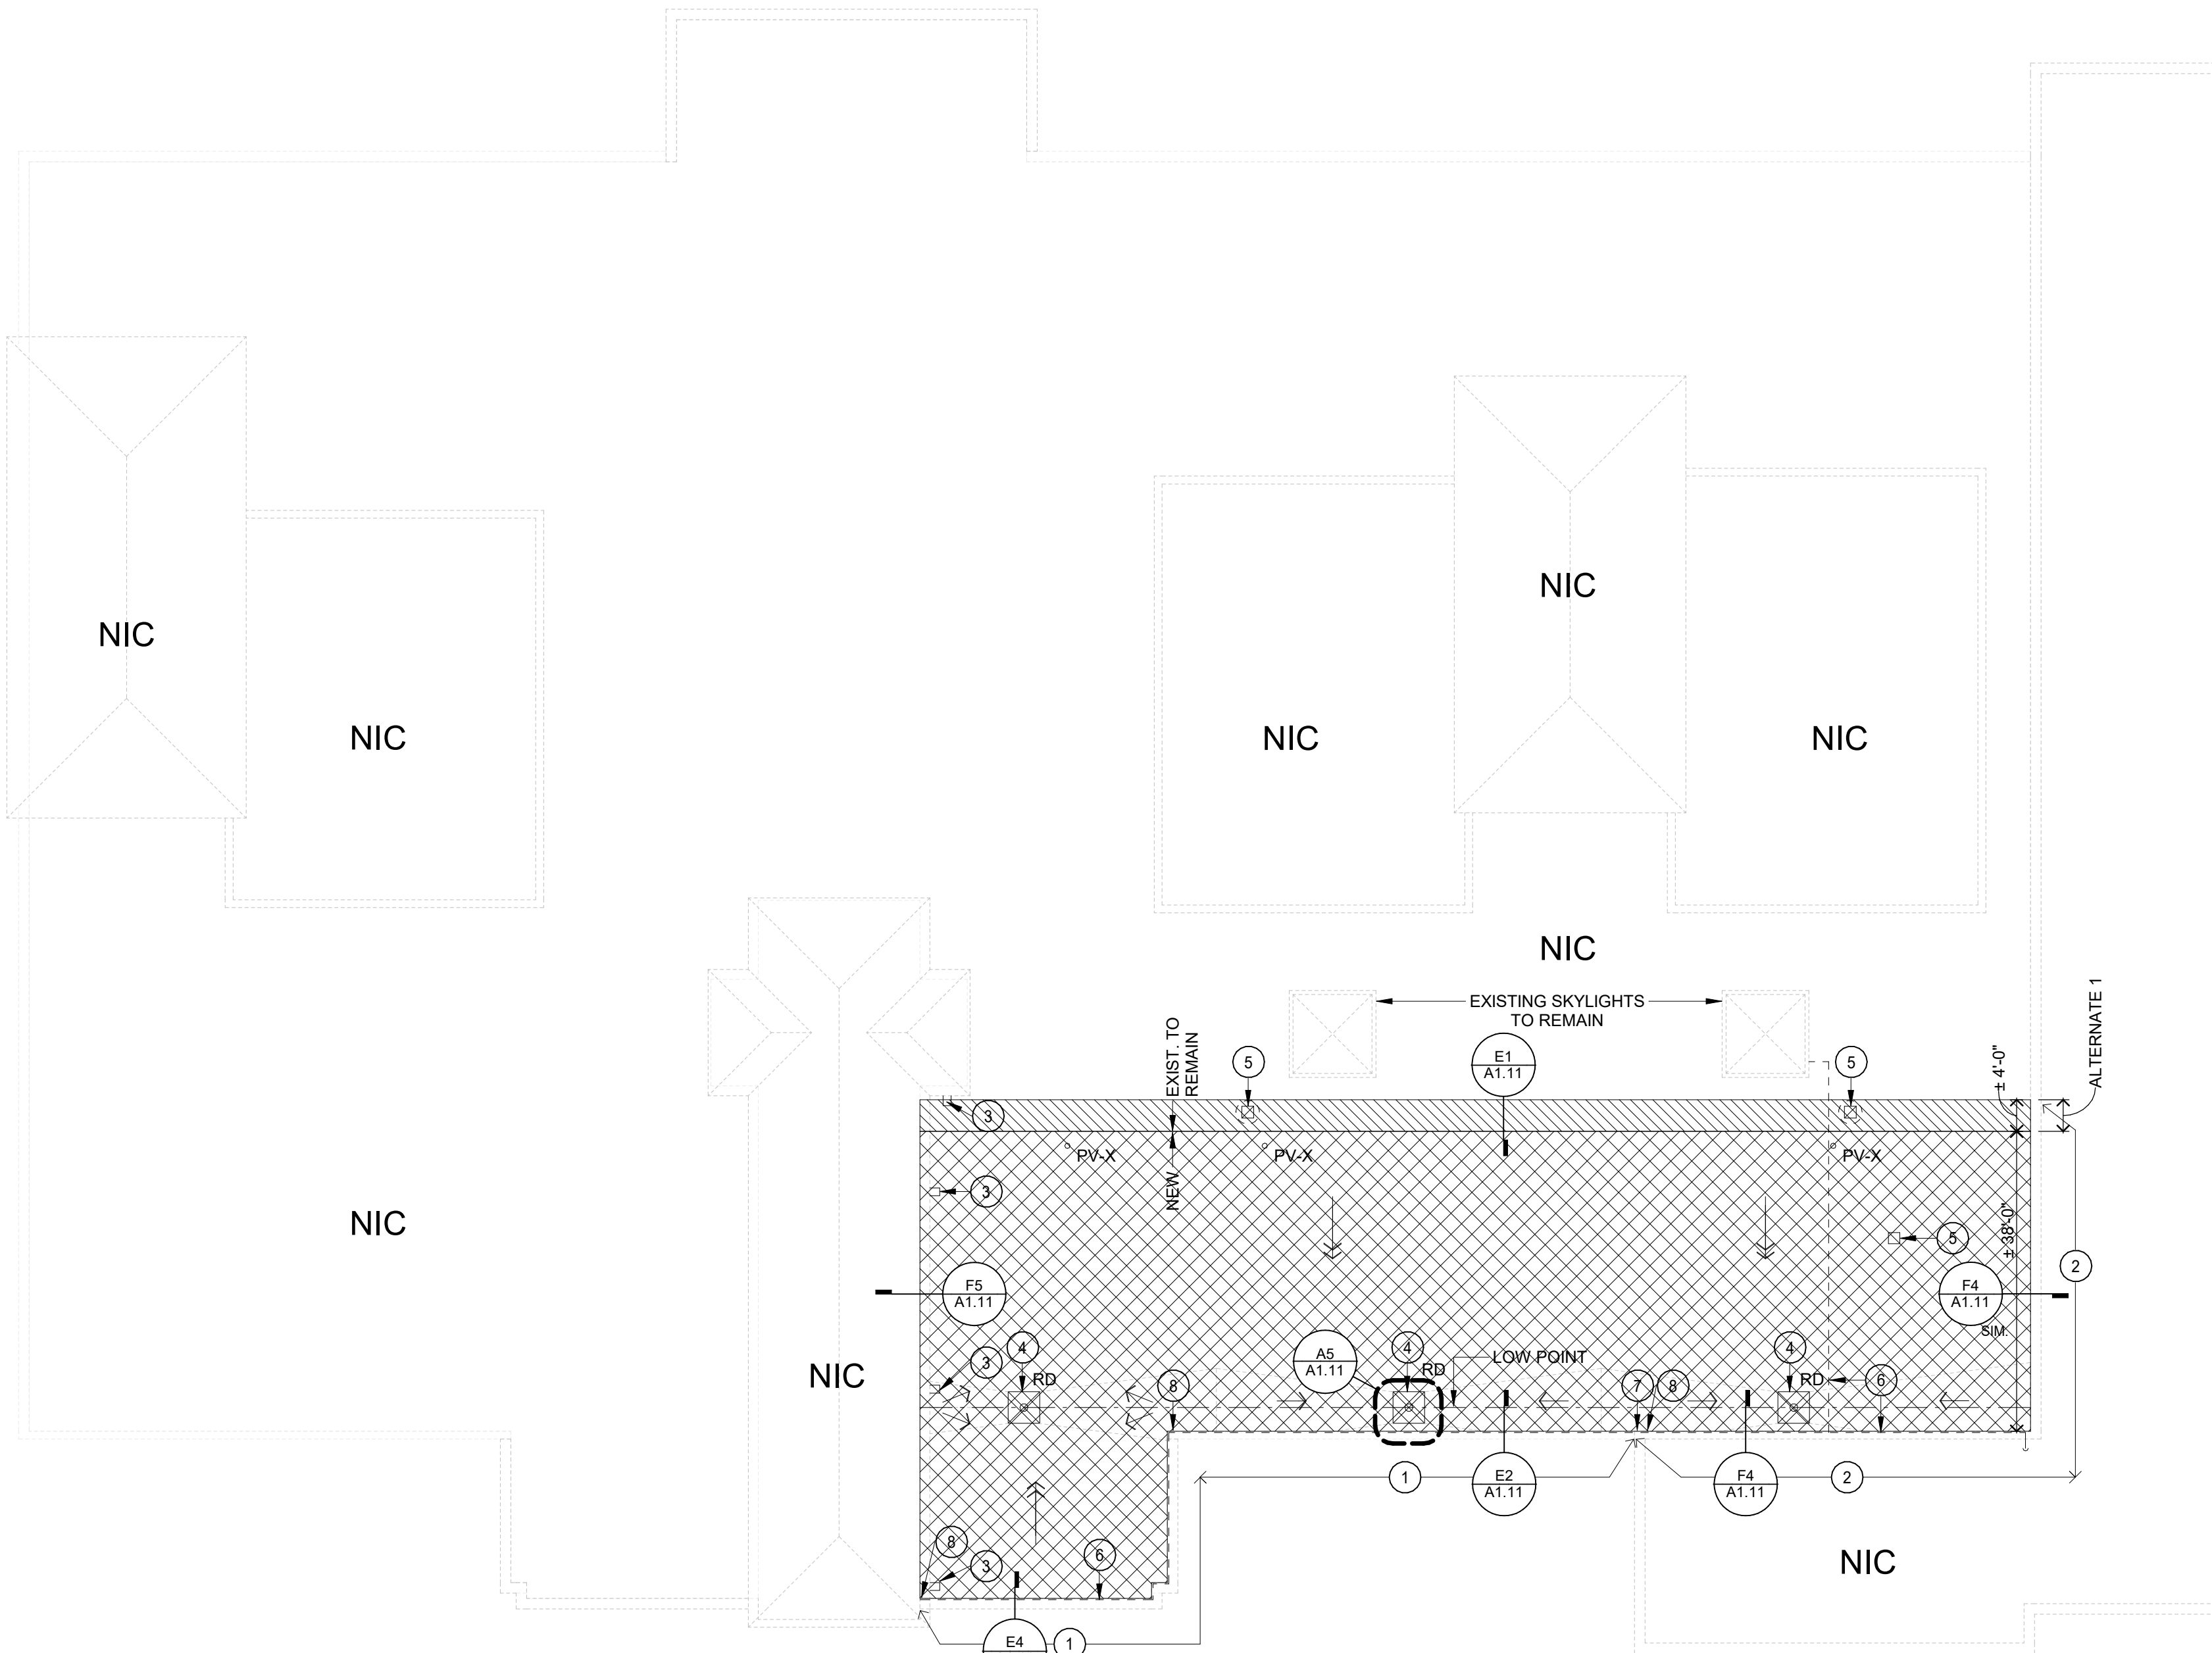 NIC
NIC
NIC
NIC
NIC
NIC
EXISTING SKYLIGHTS
TO REMAIN
EXIST. TO
REMAIN
NEW
ALTERNATE 1
± 4'-0"
± 38'-0"
5
E1
A1.11
5
3
PV-X
PV-X
PV-X
3
5
NIC
2
F5
A1.11
F4
A1.11
SIM.
NIC
3
4
RD
8
A5
A1.11
4
RD
LOW POINT
7
8
4
RD
6
1
E2
A1.11
F4
A1.11
2
8
3
6
NIC
E4
1